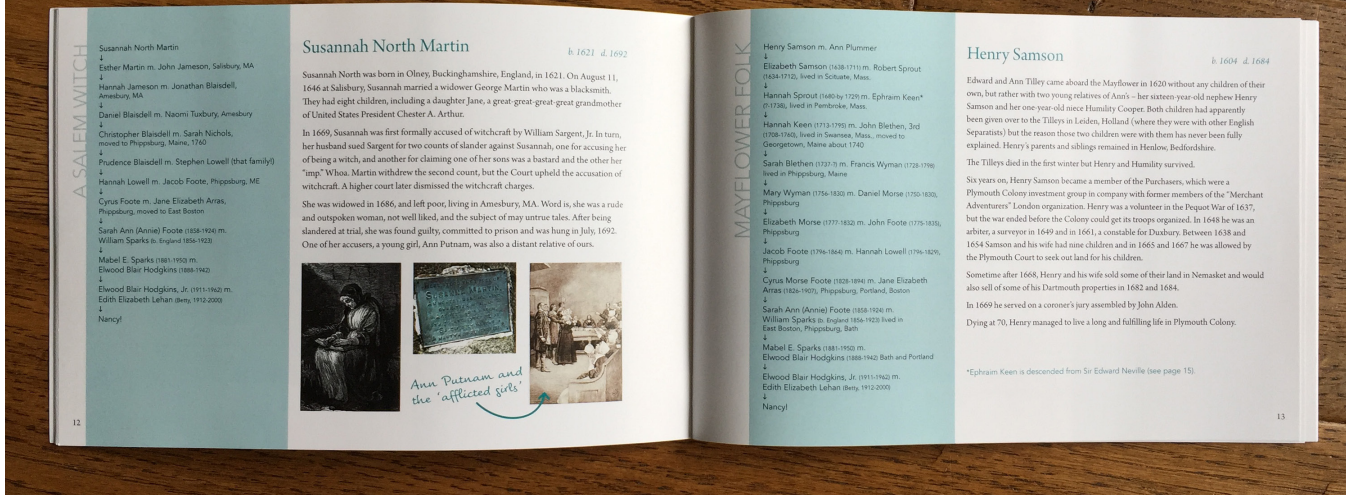 A SALEM WITCH
Susannah North Martin
↓
Esther Martin m. John Jameson, Salisbury, MA
↓
Hannah Jameson m. Jonathan Blaisdell,
Amesbury, MA
↓
Daniel Blaisdell m. Naomi Tuxbury, Amesbury
↓
Christopher Blaisdell m. Sarah Nichols,
moved to Phippsburg, Maine, 1760
↓
Prudence Blaisdell m. Stephen Lowell (that family!)
↓
Hannah Lowell m. Jacob Foote, Phippsburg, ME
↓
Cyrus Foote m. Jane Elizabeth Arras,
Phippsburg, moved to East Boston
↓
Sarah Ann (Annie) Foote (1858-1924) m.
William Sparks (b. England 1856-1923)
↓
Mabel E. Sparks (1881-1950) m.
Elwood Blair Hodgkins (1888-1942)
↓
Elwood Blair Hodgkins, Jr. (1911-1962) m.
Edith Elizabeth Lehan (Betty, 1912-2000)
↓
Nancy!
12
Susannah North Martin
b. 1621 d. 1692
Susannah North was born in Olney, Buckinghamshire, England, in 1621. On August 11,
1646 at Salisbury, Susannah married a widower George Martin who was a blacksmith.
They had eight children, including a daughter Jane, a great-great-great-great grandmother
of United States President Chester A. Arthur.
In 1669, Susannah was first formally accused of witchcraft by William Sargent, Jr. In turn,
her husband sued Sargent for two counts of slander against Susannah, one for accusing her
of being a witch, and another for claiming one of her sons was a bastard and the other her
"imp." Whoa. Martin withdrew the second count, but the Court upheld the accusation of
witchcraft. A higher court later dismissed the witchcraft charges.
She was widowed in 1686, and left poor, living in Amesbury, MA. Word is, she was a rude
and outspoken woman, not well liked, and the subject of may untrue tales. After being
slandered at trial, she was found guilty, committed to prison and was hung in July, 1692.
One of her accusers, a young girl, Ann Putnam, was also a distant relative of ours.
SUSANNA MARTIN
Ann Putnam and
the 'afflicted girls'
MAYFLOWER FOLK
Henry Samson m. Ann Plummer
↓
Elizabeth Samson (1638-1711) m. Robert Sprout
(1634-1712), lived in Scituate, Mass.
↓
Hannah Sprout (1680-by 1729) m. Ephraim Keen*
(?-1738), lived in Pembroke, Mass.
↓
Hannah Keen (1713-1795) m. John Blethen, 3rd
(1708-1760), lived in Swansea, Mass., moved to
Georgetown, Maine about 1740
↓
Sarah Blethen (1737-?) m. Francis Wyman (1728-1798)
lived in Phippsburg, Maine
↓
Mary Wyman (1756-1830) m. Daniel Morse (1750-1830),
Phippsburg
↓
Elizabeth Morse (1777-1832) m. John Foote (1775-1835),
Phippsburg
↓
Jacob Foote (1796-1864) m. Hannah Lowell (1796-1829),
Phippsburg
↓
Cyrus Morse Foote (1828-1894) m. Jane Elizabeth
Arras (1826-1907), Phippsburg, Portland, Boston
↓
Sarah Ann (Annie) Foote (1858-1924) m.
William Sparks (b. England 1856-1923) lived in
East Boston, Phippsburg, Bath
↓
Mabel E. Sparks (1881-1950) m.
Elwood Blair Hodgkins (1888-1942) Bath and Portland
↓
Elwood Blair Hodgkins, Jr. (1911-1962) m.
Edith Elizabeth Lehan (Betty, 1912-2000)
↓
Nancy!
Henry Samson
b. 1604 d. 1684
Edward and Ann Tilley came aboard the Mayflower in 1620 without any children of their
own, but rather with two young relatives of Ann's – her sixteen-year-old nephew Henry
Samson and her one-year-old niece Humility Cooper. Both children had apparently
been given over to the Tilleys in Leiden, Holland (where they were with other English
Separatists) but the reason those two children were with them has never been fully
explained. Henry's parents and siblings remained in Henlow, Bedfordshire.
The Tilleys died in the first winter but Henry and Humility survived.
Six years on, Henry Samson became a member of the Purchasers, which were a
Plymouth Colony investment group in company with former members of the "Merchant
Adventurers" London organization. Henry was a volunteer in the Pequot War of 1637,
but the war ended before the Colony could get its troops organized. In 1648 he was an
arbiter, a surveyor in 1649 and in 1661, a constable for Duxbury. Between 1638 and
1654 Samson and his wife had nine children and in 1665 and 1667 he was allowed by
the Plymouth Court to seek out land for his children.
Sometime after 1668, Henry and his wife sold some of their land in Nemasket and would
also sell of some of his Dartmouth properties in 1682 and 1684.
In 1669 he served on a coroner's jury assembled by John Alden.
Dying at 70, Henry managed to live a long and fulfilling life in Plymouth Colony.
*Ephraim Keen is descended from Sir Edward Neville (see page 15).
13